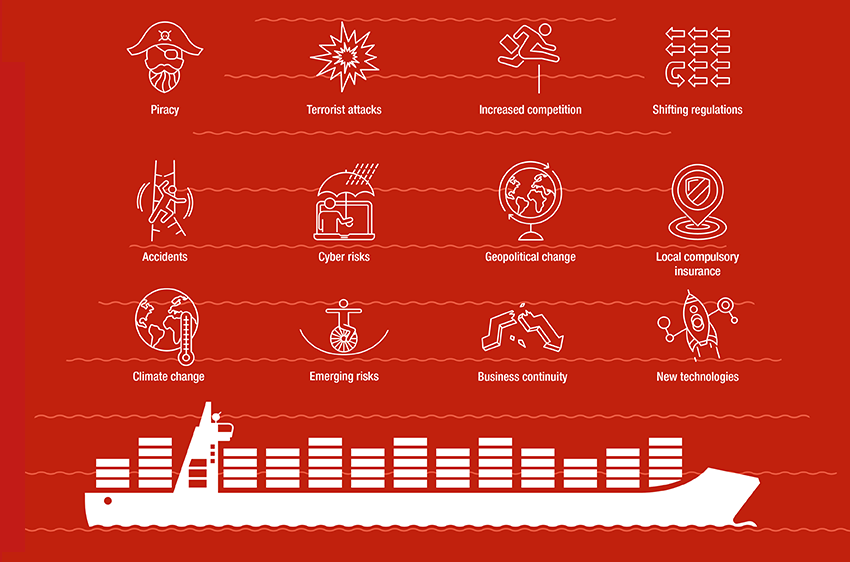 Piracy
Terrorist attacks
Increased competition
Shifting regulations
Accidents
Cyber risks
Geopolitical change
Local compulsory
insurance
Climate change
Emerging risks
Business continuity
New technologies